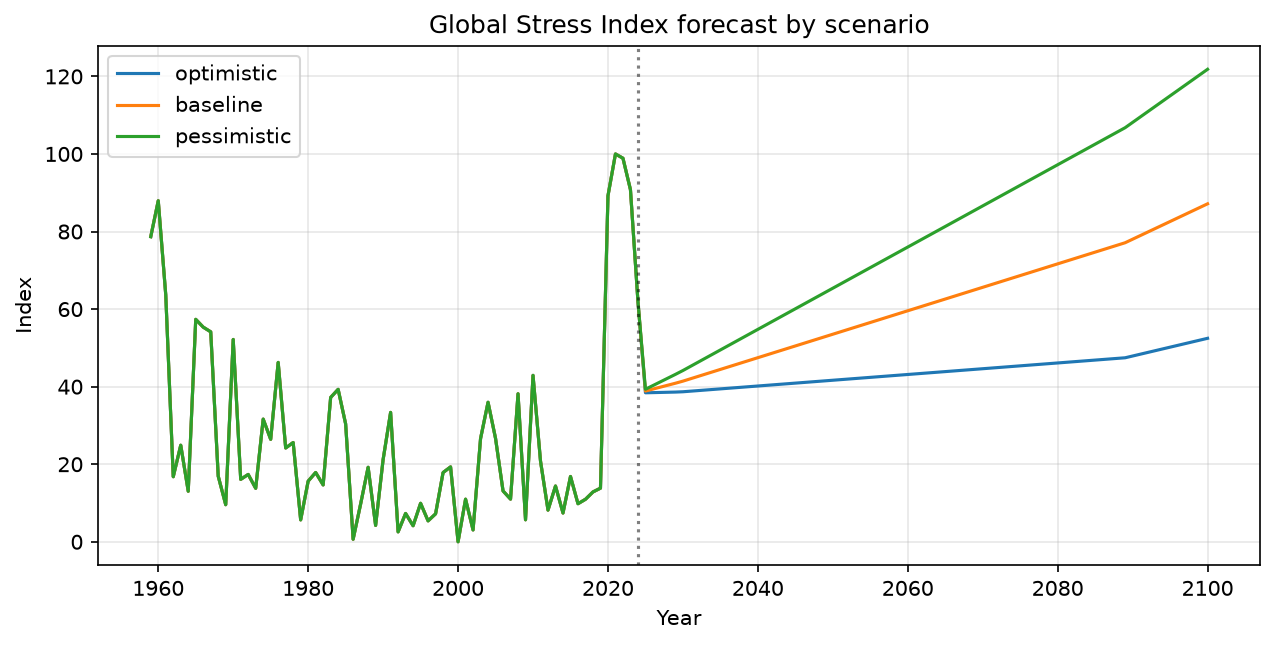 Global Stress Index forecast by scenario
optimistic
baseline
pessimistic
120
100
80
60
40
20
0
Index
1960 1980 2000 2020 2040 2060 2080 2100
Year